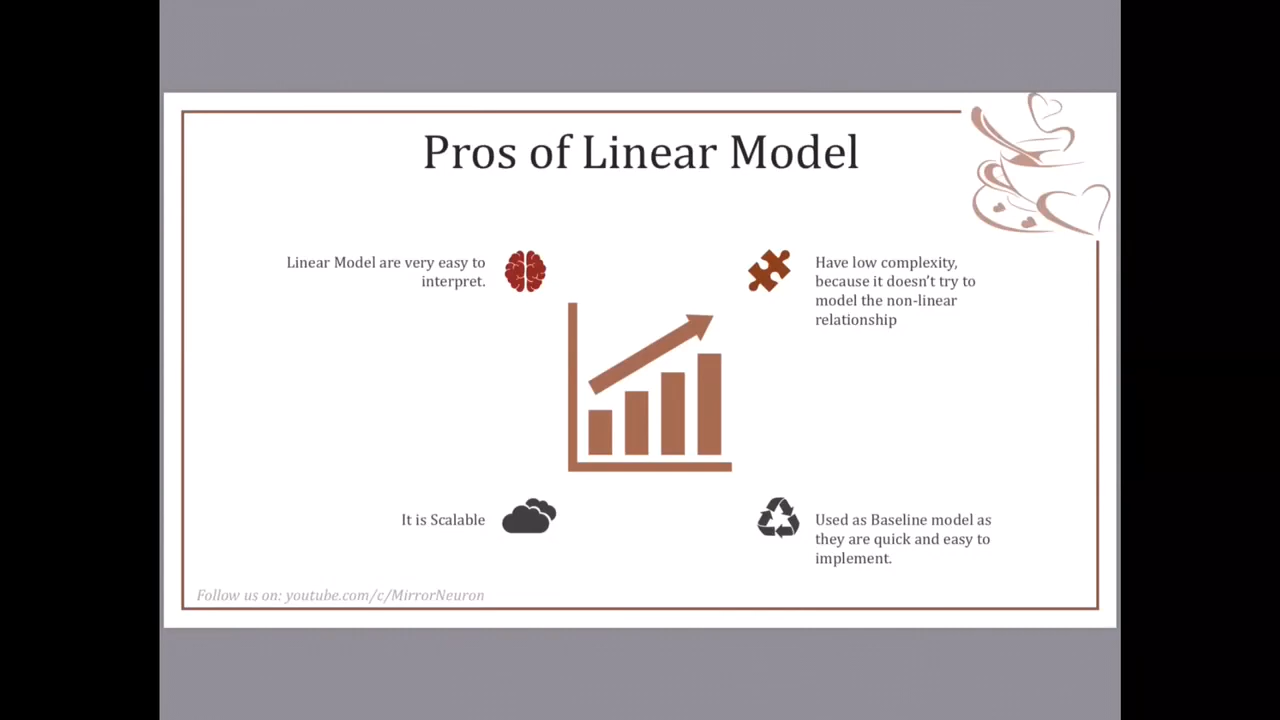 Pros of Linear Model
Linear Model are very easy to
interpret.
Have low complexity,
because it doesn't try to
model the non-linear
relationship
It is Scalable
Used as Baseline model as
they are quick and easy to
implement.
Follow us on: youtube.com/c/MirrorNeuron